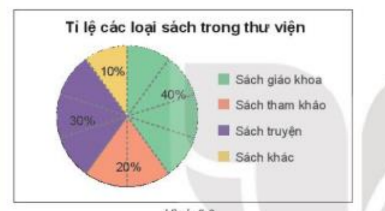 Tỉ lệ các loại sách trong thư viện
10%
40%
30%
20%
Sách giáo khoa
Sách tham khảo
Sách truyện
Sách khác